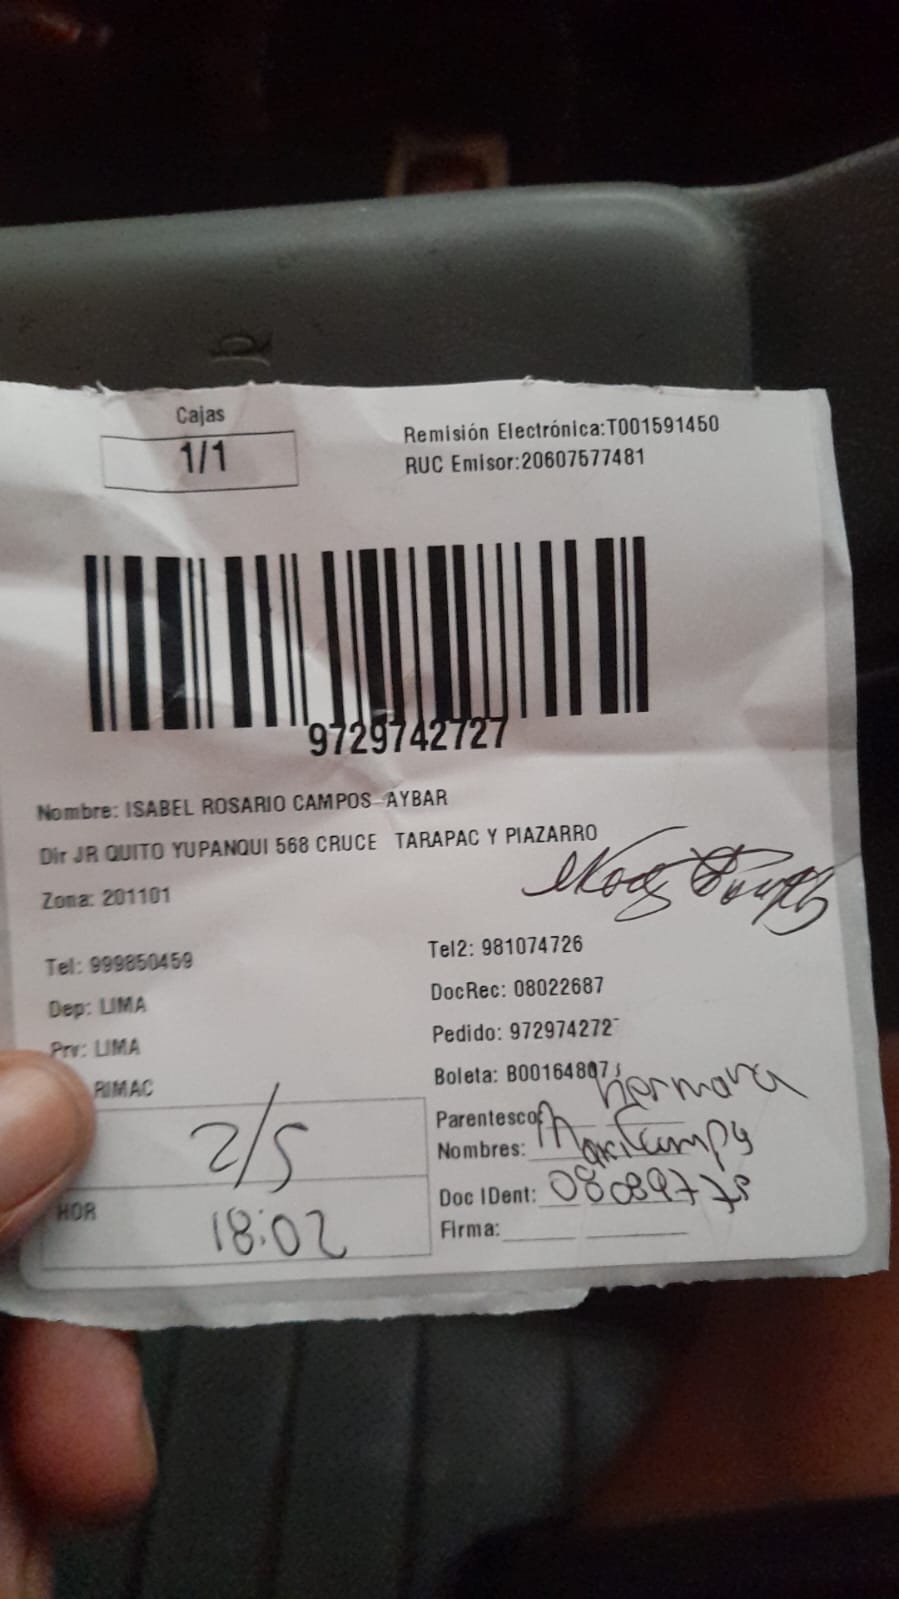 Cajas
1/1
Remisión Electrónica:T001591450
RUC Emisor:20607577481
9729742727
Nombre: ISABEL ROSARIO CAMPOS AYBAR
Dir JR QUITO YUPANQUI 568 CRUCE TARAPAC Y PIAZARRO
Zona: 201101
Tel: 999850459
Tel2: 981074726
Dep: LIMA
DocRec: 08022687
Prv: LIMA
Pedido: 972974272
RIMAC
Boleta: B00164807
Parentesco: hermana
2/5
Nombres:
Doc IDent:
HOR 18:02
Firma: